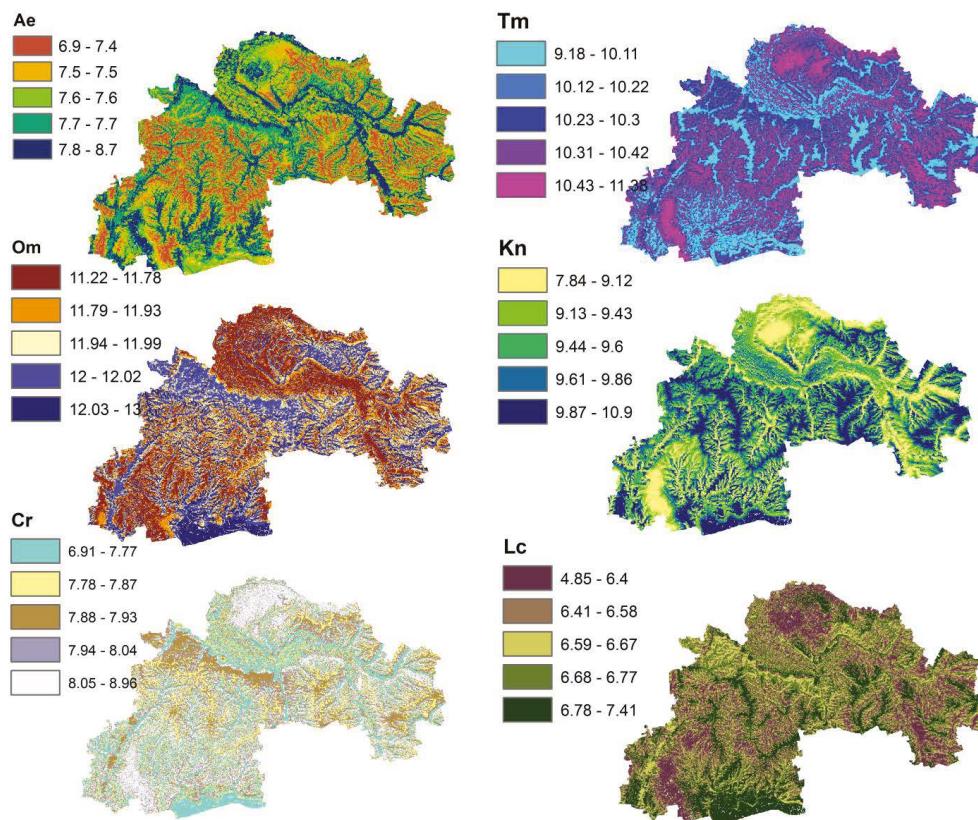 Ae
6.9 - 7.4
7.5 - 7.5
7.6 - 7.6
7.7 - 7.7
7.8 - 8.7
Om
11.22 - 11.78
11.79 - 11.93
11.94 - 11.99
12 - 12.02
12.03 - 13
Cr
6.91 - 7.77
7.78 - 7.87
7.88 - 7.93
7.94 - 8.04
8.05 - 8.96
Tm
9.18 - 10.11
10.12 - 10.22
10.23 - 10.3
10.31 - 10.42
10.43 - 11.38
Kn
7.84 - 9.12
9.13 - 9.43
9.44 - 9.6
9.61 - 9.86
9.87 - 10.9
Lc
4.85 - 6.4
6.41 - 6.58
6.59 - 6.67
6.68 - 6.77
6.78 - 7.41